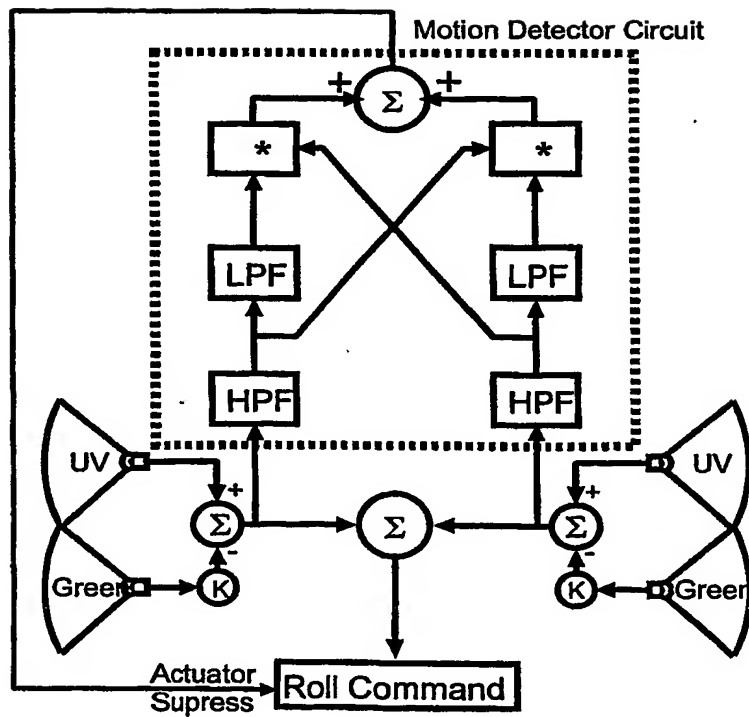 Motion Detector Circuit
+ Σ +
* *
LPF LPF
HPF HPF
UV UV
+ +
Σ Σ Σ
- -
Green K K Green
Actuator
Supress
Roll Command